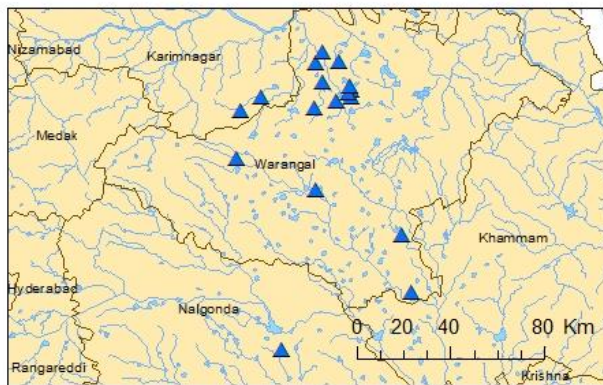 Nizamabad
Karimnagar
Medak
Warangal
Khammam
Hyderabad
Nalgonda
0 20 40 80 Km
Rangareddi
Krishna